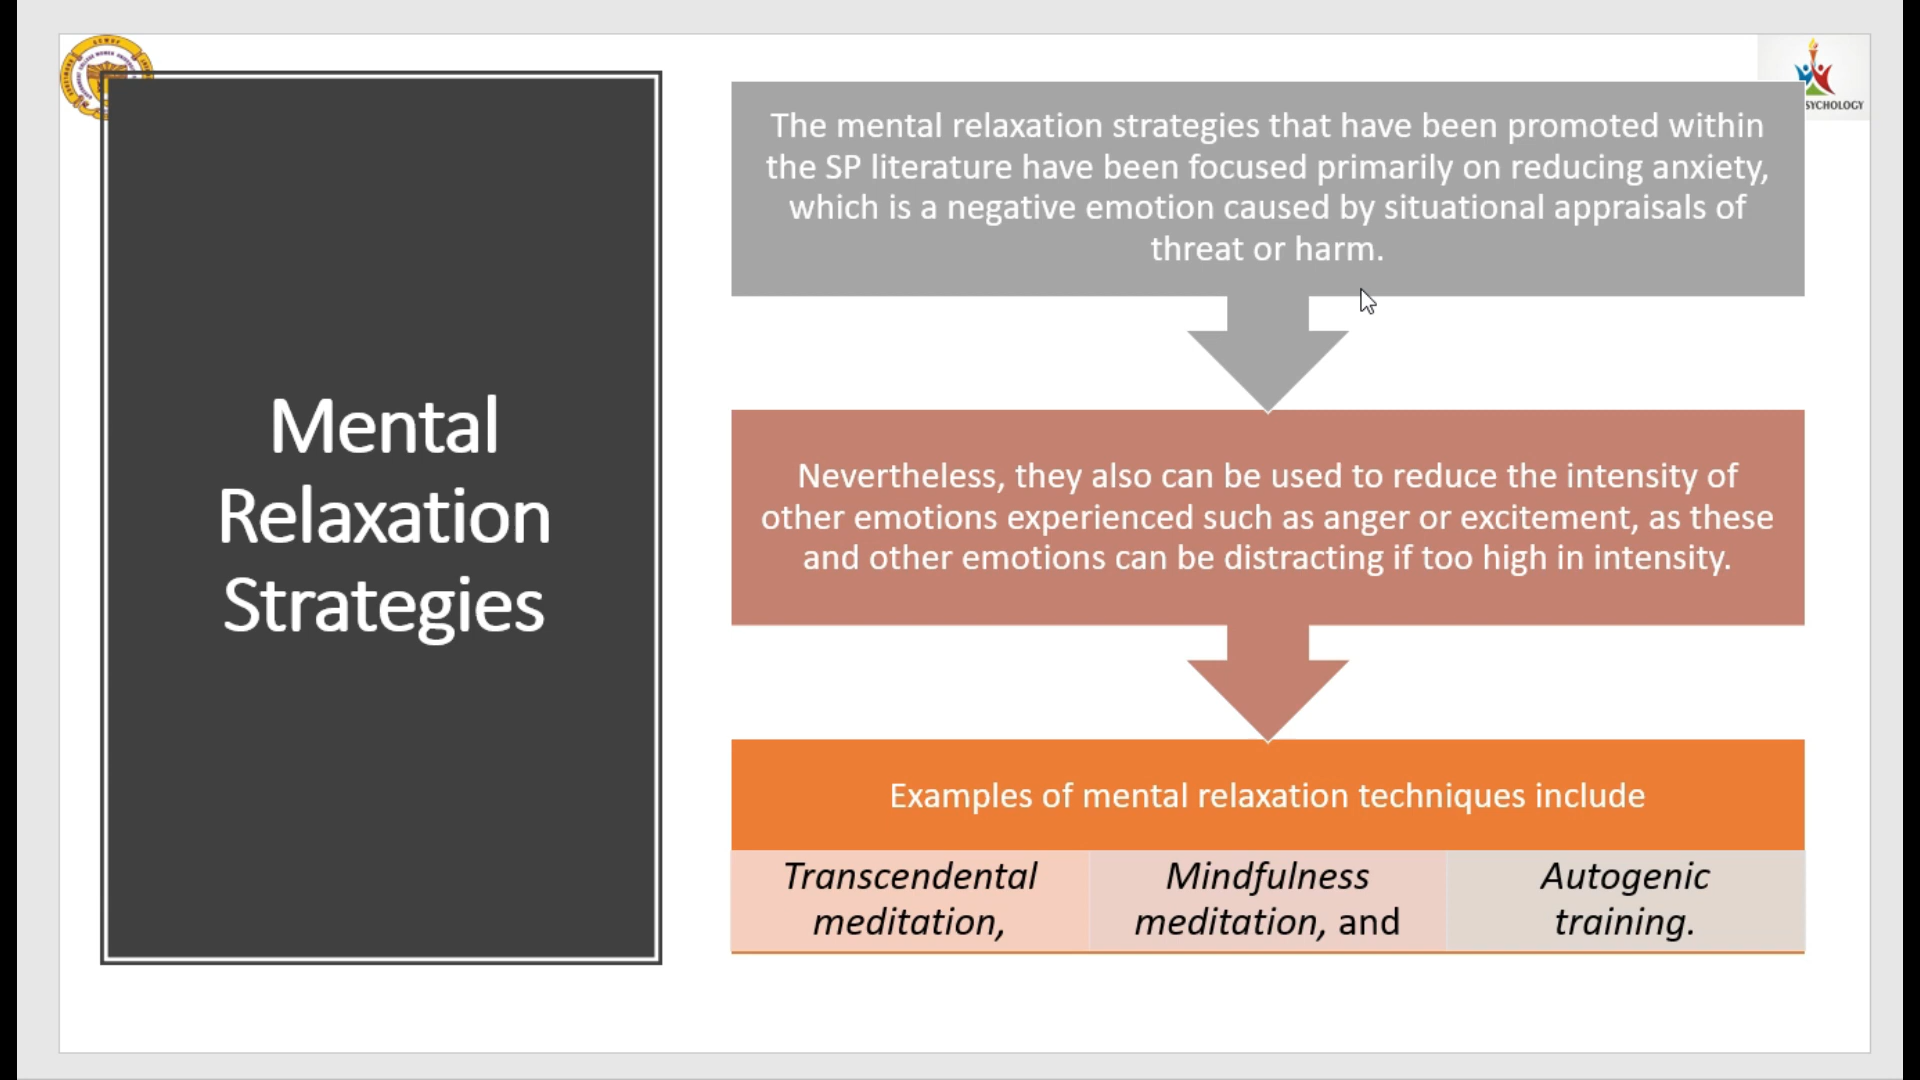 Mental
Relaxation
Strategies
The mental relaxation strategies that have been promoted within
the SP literature have been focused primarily on reducing anxiety,
which is a negative emotion caused by situational appraisals of
threat or harm.
Nevertheless, they also can be used to reduce the intensity of
other emotions experienced such as anger or excitement, as these
and other emotions can be distracting if too high in intensity.
Examples of mental relaxation techniques include
Transcendental
meditation,
Mindfulness
meditation, and
Autogenic
training.
SYCHOLOGY